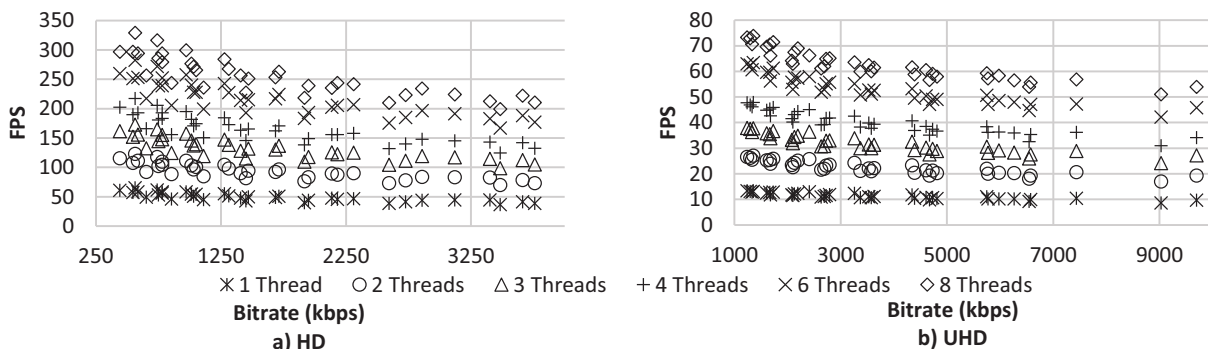 350
300
250
200
150
100
50
0
FPS
250 1250 2250 3250
80
70
60
50
40
30
20
10
0
FPS
1000 3000 5000 7000 9000
1 Thread 2 Threads 3 Threads 4 Threads 6 Threads 8 Threads
Bitrate (kbps) Bitrate (kbps)
a) HD b) UHD